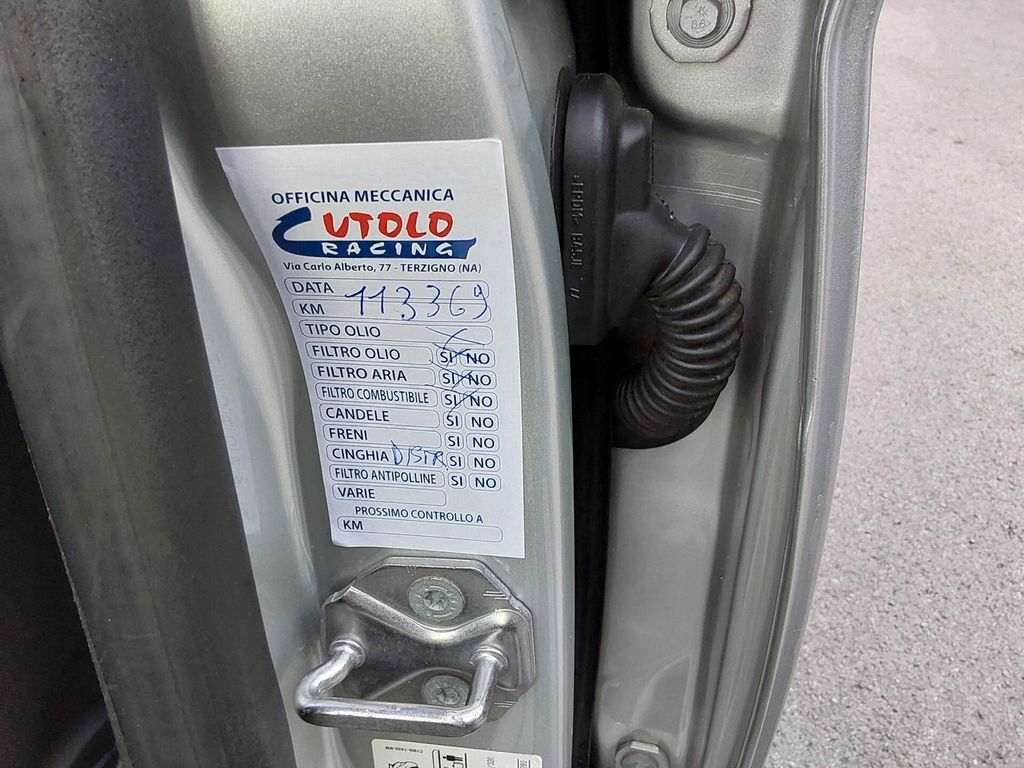 8.8
OFFICINA MECCANICA
CUTOLO
RACING
Via Carlo Alberto, 77 - TERZIGNO (NA)
DATA
KM 113369
TIPO OLIO
FILTRO OLIO SI NO
FILTRO ARIA SI NO
FILTRO COMBUSTIBILE SI NO
CANDELE SI NO
FRENI SI NO
CINGHIA DISTR SI NO
FILTRO ANTIPOLLINE SI NO
VARIE
PROSSIMO CONTROLLO A
KM